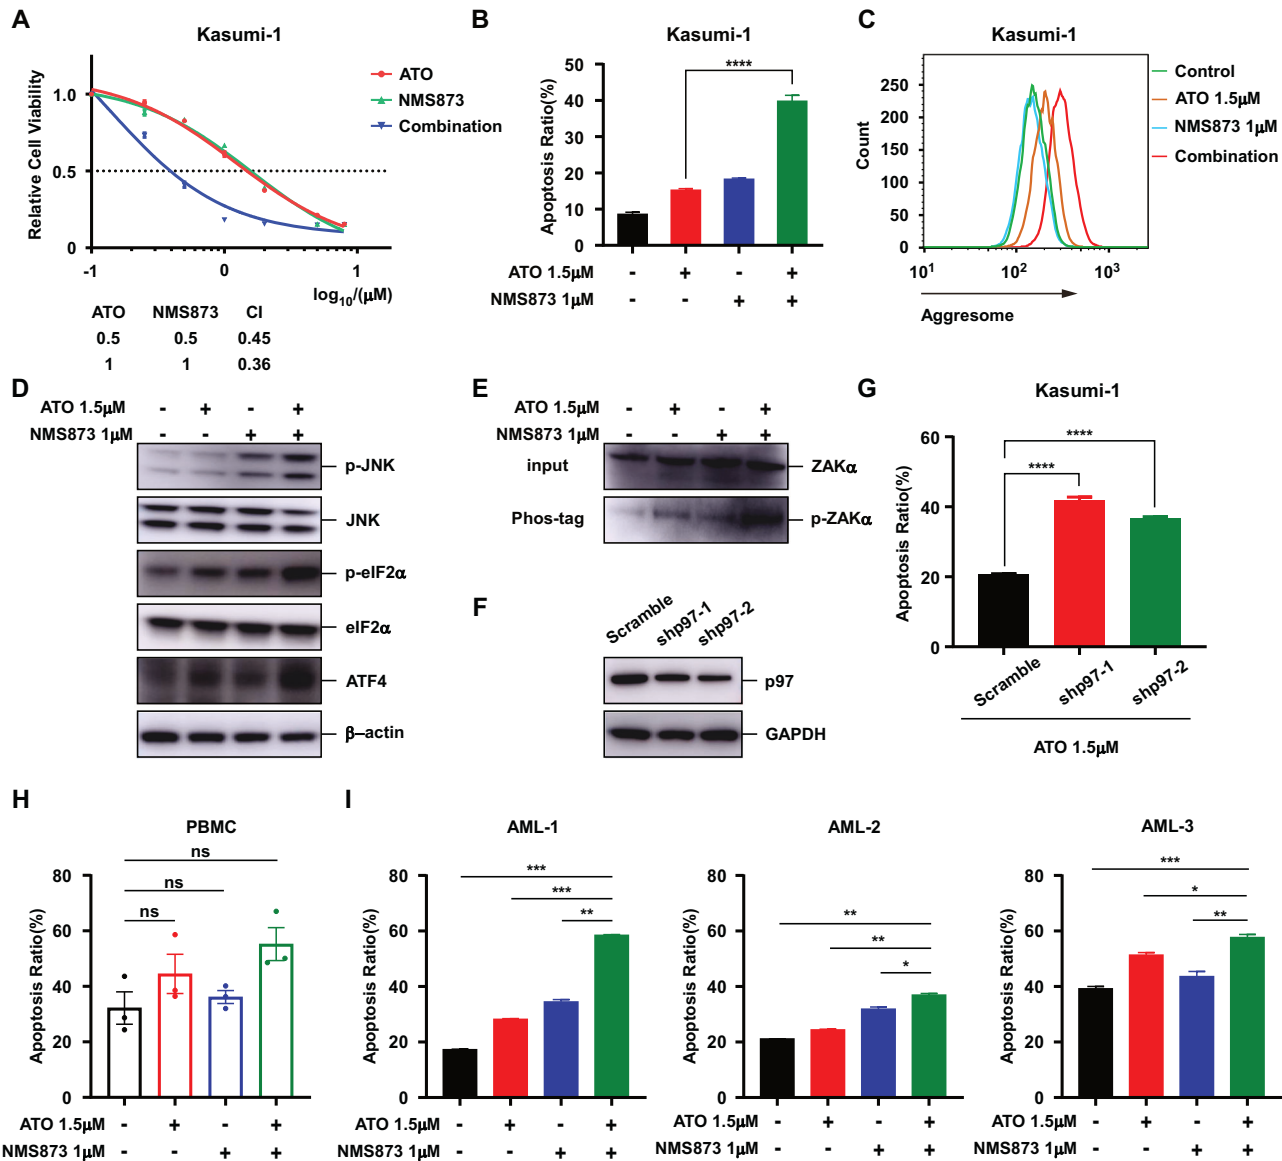 A
Kasumi-1
Relative Cell Viability
1.0
0.5
0
-1
0
1
log10/(μM)
ATO
NMS873
Combination
ATO NMS873 CI
0.5 0.5 0.45
1 1 0.36
B
Kasumi-1
Apoptosis Ratio(%)
50
40
30
20
10
0
****
ATO 1.5μM - + - +
NMS873 1μM - - + +
C
Kasumi-1
Count
250
200
150
100
50
0
10^1 10^2 10^3
Aggresome
Control
ATO 1.5μM
NMS873 1μM
Combination
D
ATO 1.5μM - + - +
NMS873 1μM - - + +
p-JNK
JNK
p-eIF2α
eIF2α
ATF4
β–actin
E
ATO 1.5μM - + - +
NMS873 1μM - - + +
input ZAKα
Phos-tag p-ZAKα
F
Scramble shp97-1 shp97-2
p97
GAPDH
G
Kasumi-1
Apoptosis Ratio(%)
60
40
20
0
****
****
Scramble shp97-1 shp97-2
ATO 1.5μM
H
PBMC
Apoptosis Ratio(%)
80
60
40
20
0
ns
ns
ns
ATO 1.5μM - + - +
NMS873 1μM - - + +
I
AML-1
Apoptosis Ratio(%)
80
60
40
20
0
***
***
**
ATO 1.5μM - + - +
NMS873 1μM - - + +
AML-2
Apoptosis Ratio(%)
80
60
40
20
0
**
**
*
ATO 1.5μM - + - +
NMS873 1μM - - + +
AML-3
Apoptosis Ratio(%)
80
60
40
20
0
***
*
**
ATO 1.5μM - + - +
NMS873 1μM - - + +